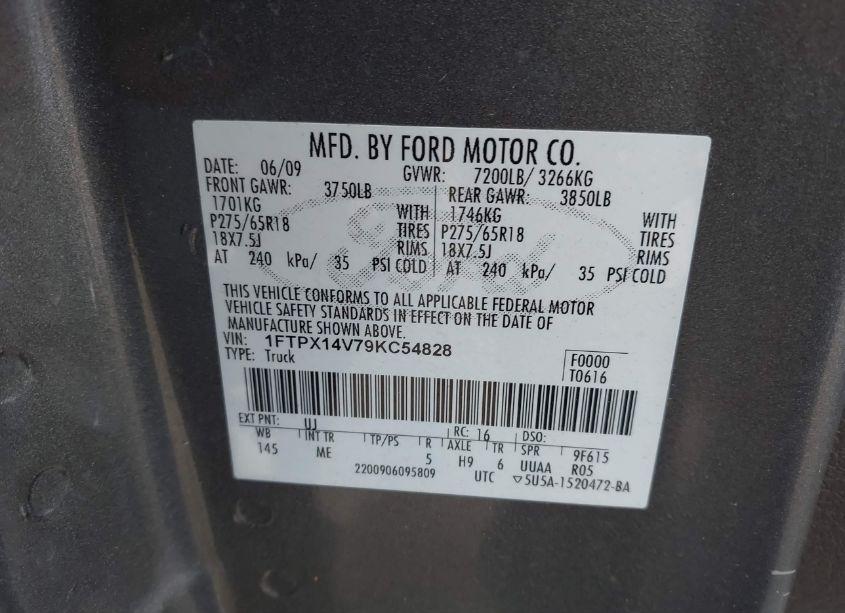 MFD. BY FORD MOTOR CO.
DATE: 06/09 GVWR: 7200LB/ 3266KG
FRONT GAWR: 3750LB REAR GAWR: 3850LB
1701KG WITH 1746KG WITH
P275/65R18 TIRES P275/65R18 TIRES
18X7.5J RIMS 18X7.5J RIMS
AT 240 kPa/ 35 PSI COLD AT 240 kPa/ 35 PSI COLD
Ford
THIS VEHICLE CONFORMS TO ALL APPLICABLE FEDERAL MOTOR
VEHICLE SAFETY STANDARDS IN EFFECT ON THE DATE OF
MANUFACTURE SHOWN ABOVE.
VIN: 1FTPX14V79KC54828 F0000
TYPE: Truck T0616
EXT PNT: UJ RC: 16 DSO:
WB INT TR TP/PS R AXLE TR SPR 9F615
145 ME 5 H9 6 UUAA R05
2200906095809 UTC ▽5U5A-1520472-BA